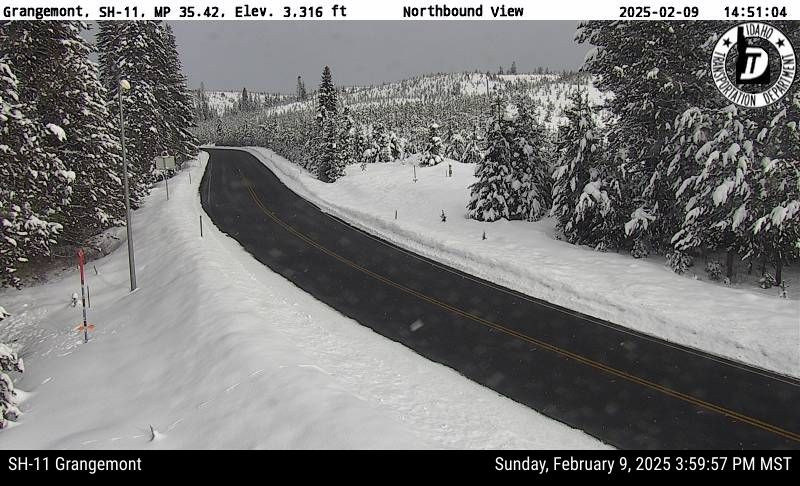 Grangemont, SH-11, MP 35.42, Elev. 3,316 ft Northbound View 2025-02-09 14:51:04
IDAHO
TRANSPORTATION DEPARTMENT
SH-11 Grangemont Sunday, February 9, 2025 3:59:57 PM MST